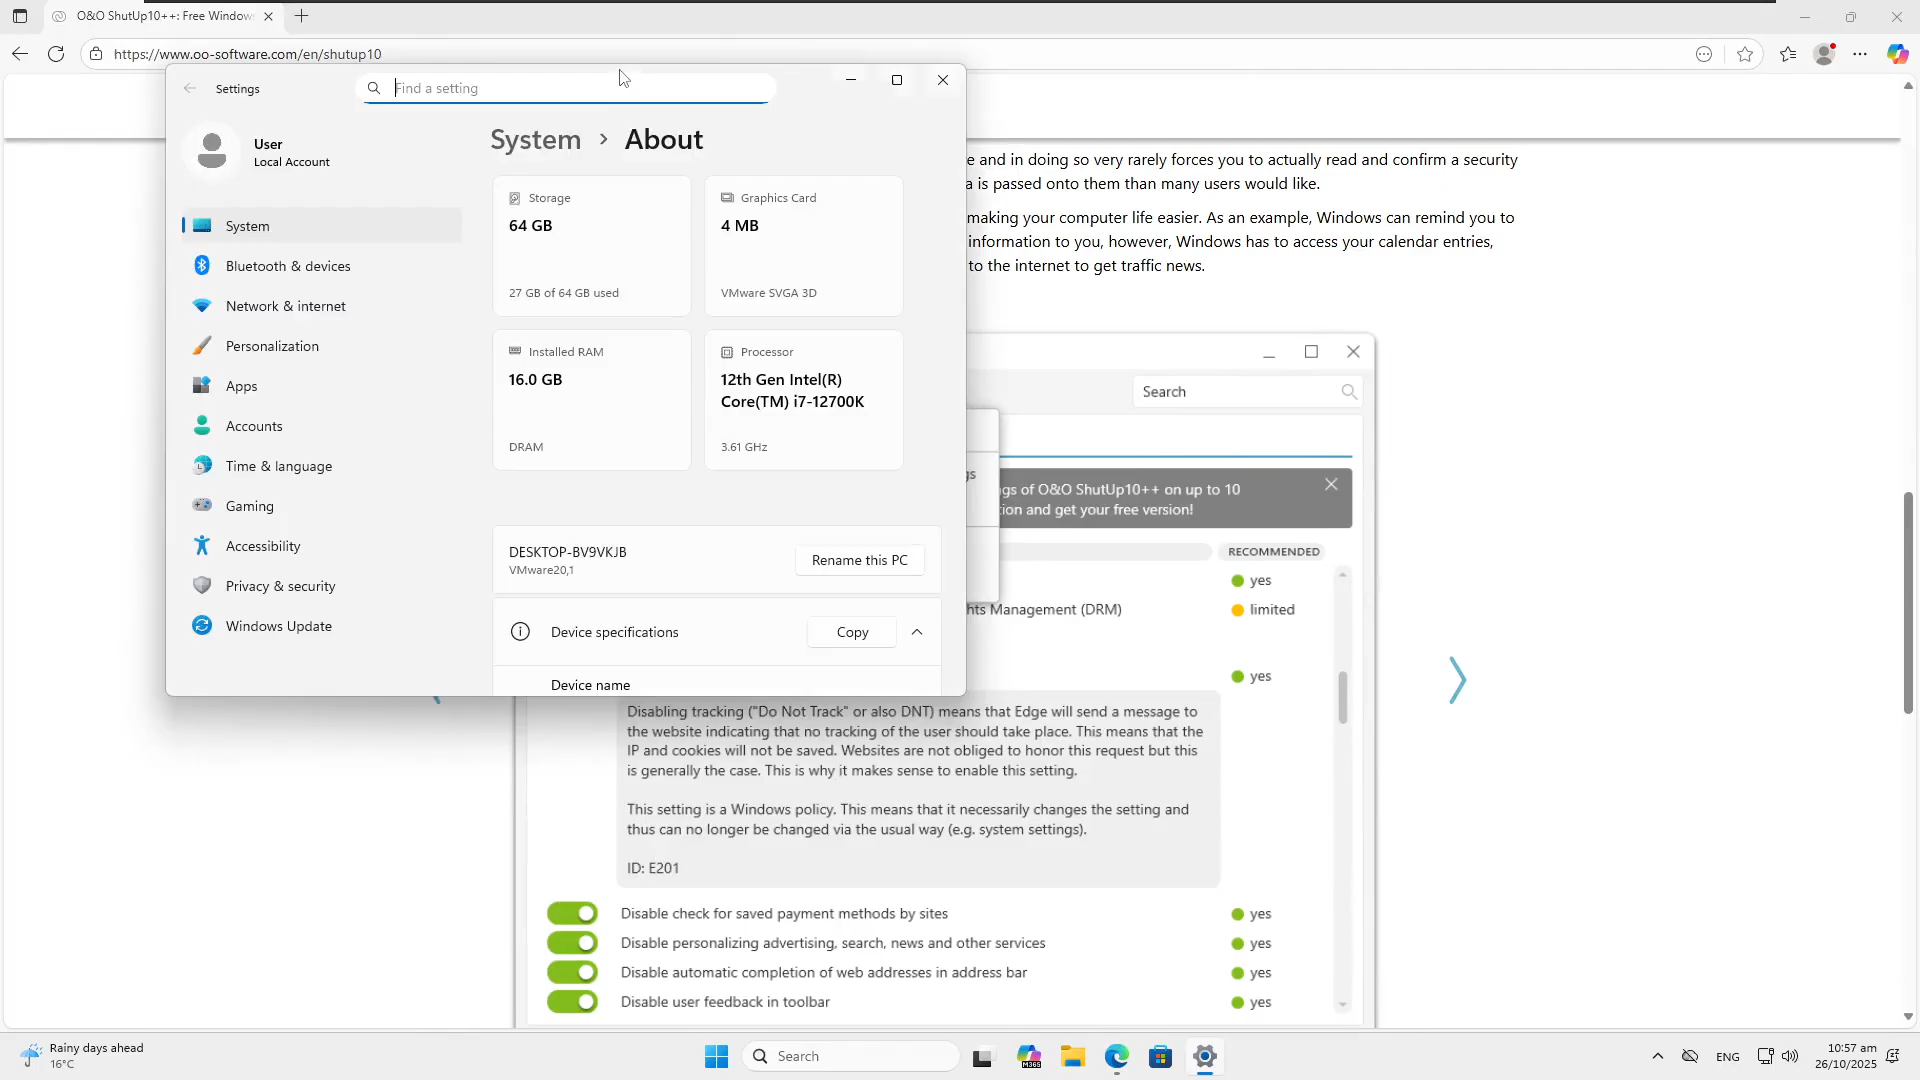 O&O ShutUp10++: Free Windows
https://www.oo-software.com/en/shutup10
Settings
Find a setting
User
Local Account
System
Bluetooth & devices
Network & internet
Personalization
Apps
Accounts
Time & language
Gaming
Accessibility
Privacy & security
Windows Update
System > About
Storage
64 GB
27 GB of 64 GB used
Graphics Card
4 MB
VMware SVGA 3D
Installed RAM
16.0 GB
DRAM
Processor
12th Gen Intel(R)
Core(TM) i7-12700K
3.61 GHz
DESKTOP-BV9VKJB
VMware20,1
Rename this PC
Device specifications
Copy
Device name
e and in doing so very rarely forces you to actually read and confirm a security
a is passed onto them than many users would like.
making your computer life easier. As an example, Windows can remind you to
information to you, however, Windows has to access your calendar entries,
to the internet to get traffic news.
Search
gs
gs of O&O ShutUp10++ on up to 10
ion and get your free version!
RECOMMENDED
yes
hts Management (DRM)
limited
yes
Disabling tracking ("Do Not Track" or also DNT) means that Edge will send a message to
the website indicating that no tracking of the user should take place. This means that the
IP and cookies will not be saved. Websites are not obliged to honor this request but this
is generally the case. This is why it makes sense to enable this setting.
This setting is a Windows policy. This means that it necessarily changes the setting and
thus can no longer be changed via the usual way (e.g. system settings).
ID: E201
Disable check for saved payment methods by sites
yes
Disable personalizing advertising, search, news and other services
yes
Disable automatic completion of web addresses in address bar
yes
Disable user feedback in toolbar
yes
Rainy days ahead
16°C
Search
M365
ENG
10:57 am
26/10/2025